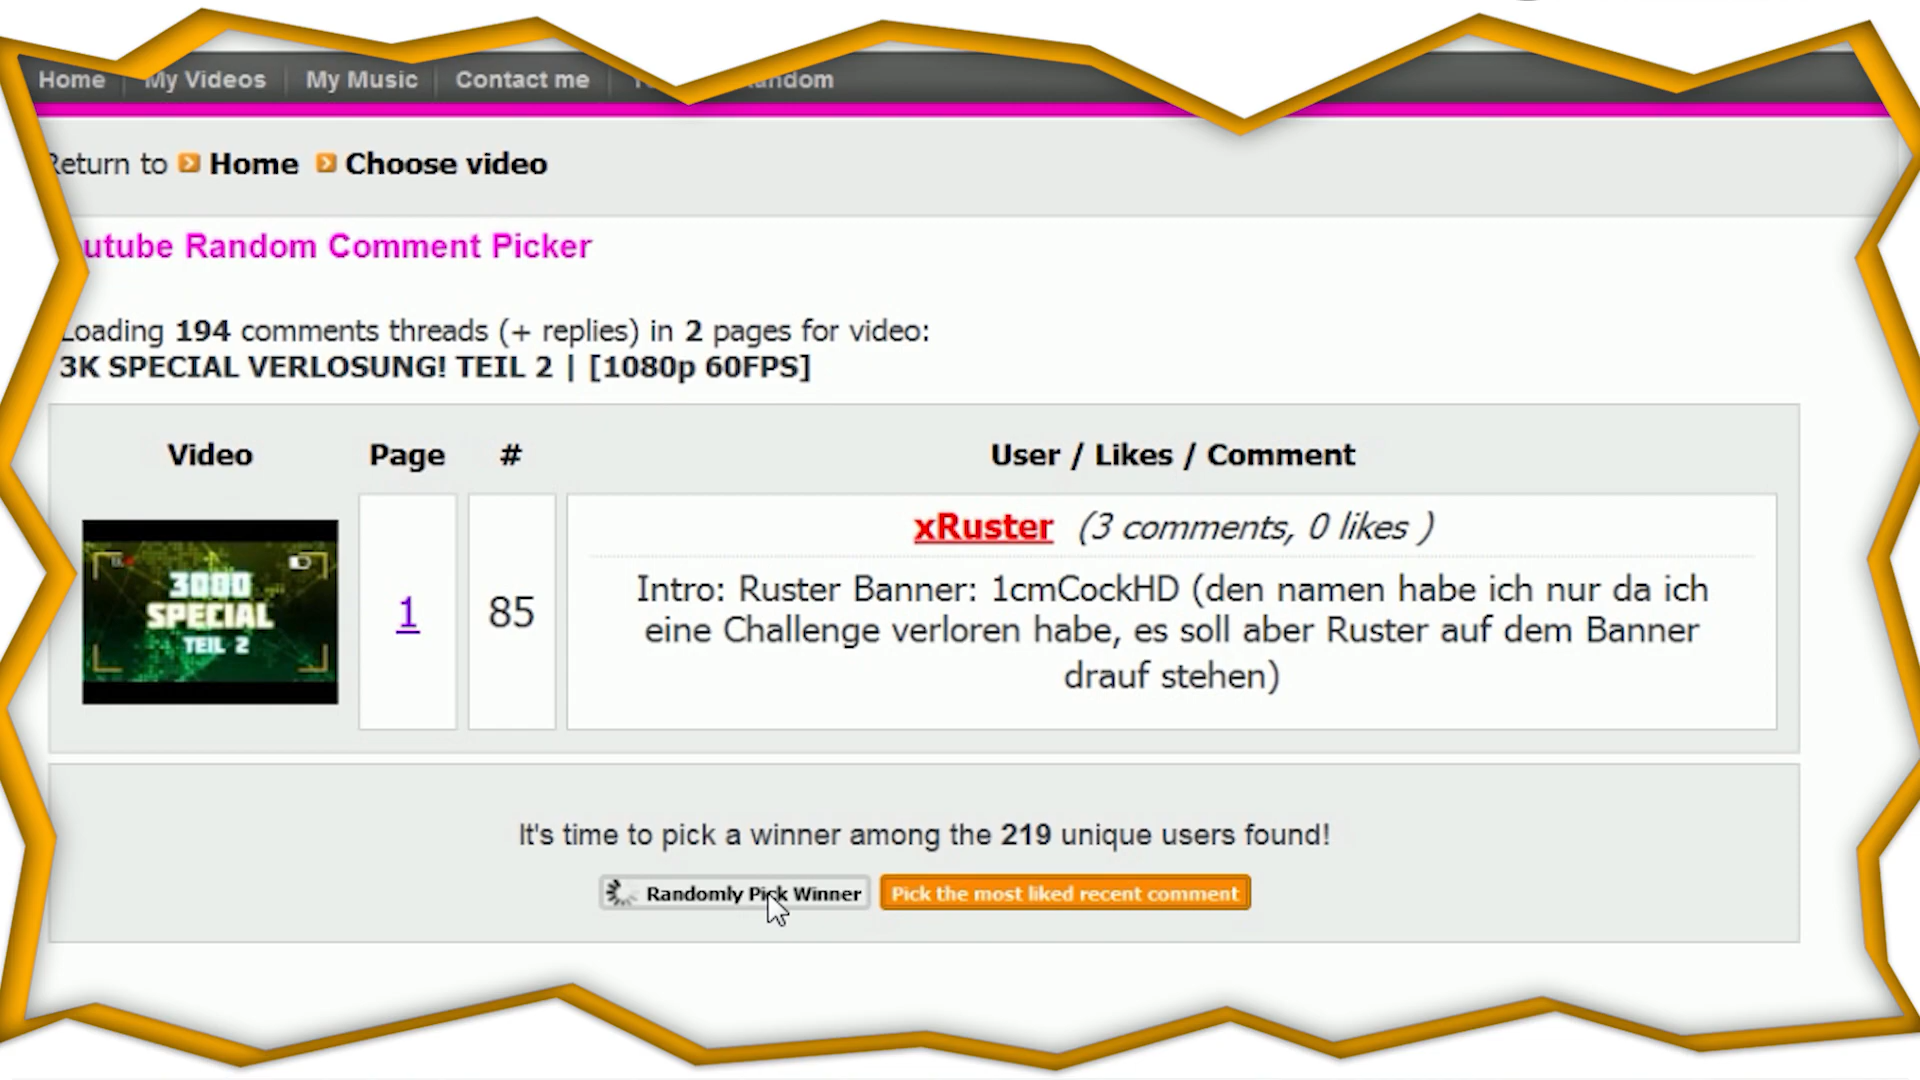 Home My Videos My Music Contact me
Return to Home Choose video
outube Random Comment Picker
Loading 194 comments threads (+ replies) in 2 pages for video:
3K SPECIAL VERLOSUNG! TEIL 2 | [1080p 60FPS]
Video Page # User / Likes / Comment
3000
SPECIAL
TEIL 2
1
85
xRuster (3 comments, 0 likes )
Intro: Ruster Banner: 1cmCockHD (den namen habe ich nur da ich
eine Challenge verloren habe, es soll aber Ruster auf dem Banner
drauf stehen)
It's time to pick a winner among the 219 unique users found!
Randomly Pick Winner Pick the most liked recent comment